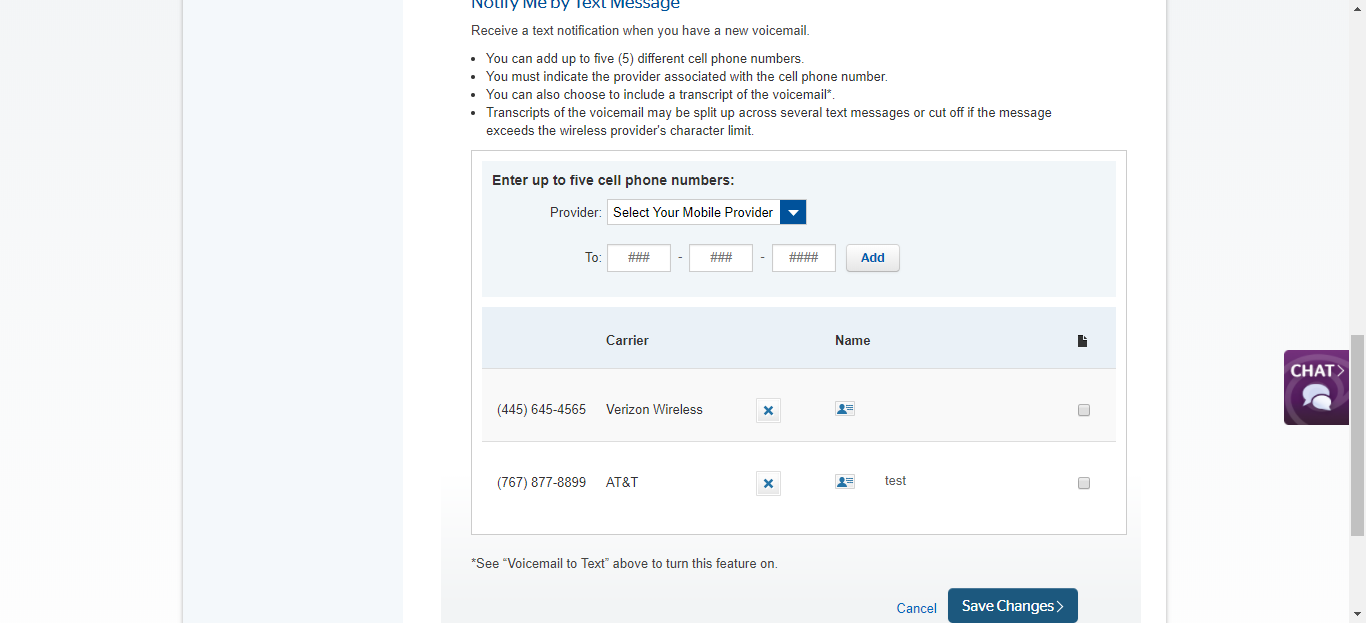 Notify Me by Text Message
Receive a text notification when you have a new voicemail.
• You can add up to five (5) different cell phone numbers.
• You must indicate the provider associated with the cell phone number.
• You can also choose to include a transcript of the voicemail*.
• Transcripts of the voicemail may be split up across several text messages or cut off if the message
exceeds the wireless provider's character limit.
Enter up to five cell phone numbers:
Provider: Select Your Mobile Provider
To: ### - ### - #### Add
Carrier Name
(445) 645-4565 Verizon Wireless
(767) 877-8899 AT&T test
*See “Voicemail to Text” above to turn this feature on.
Cancel Save Changes
CHAT